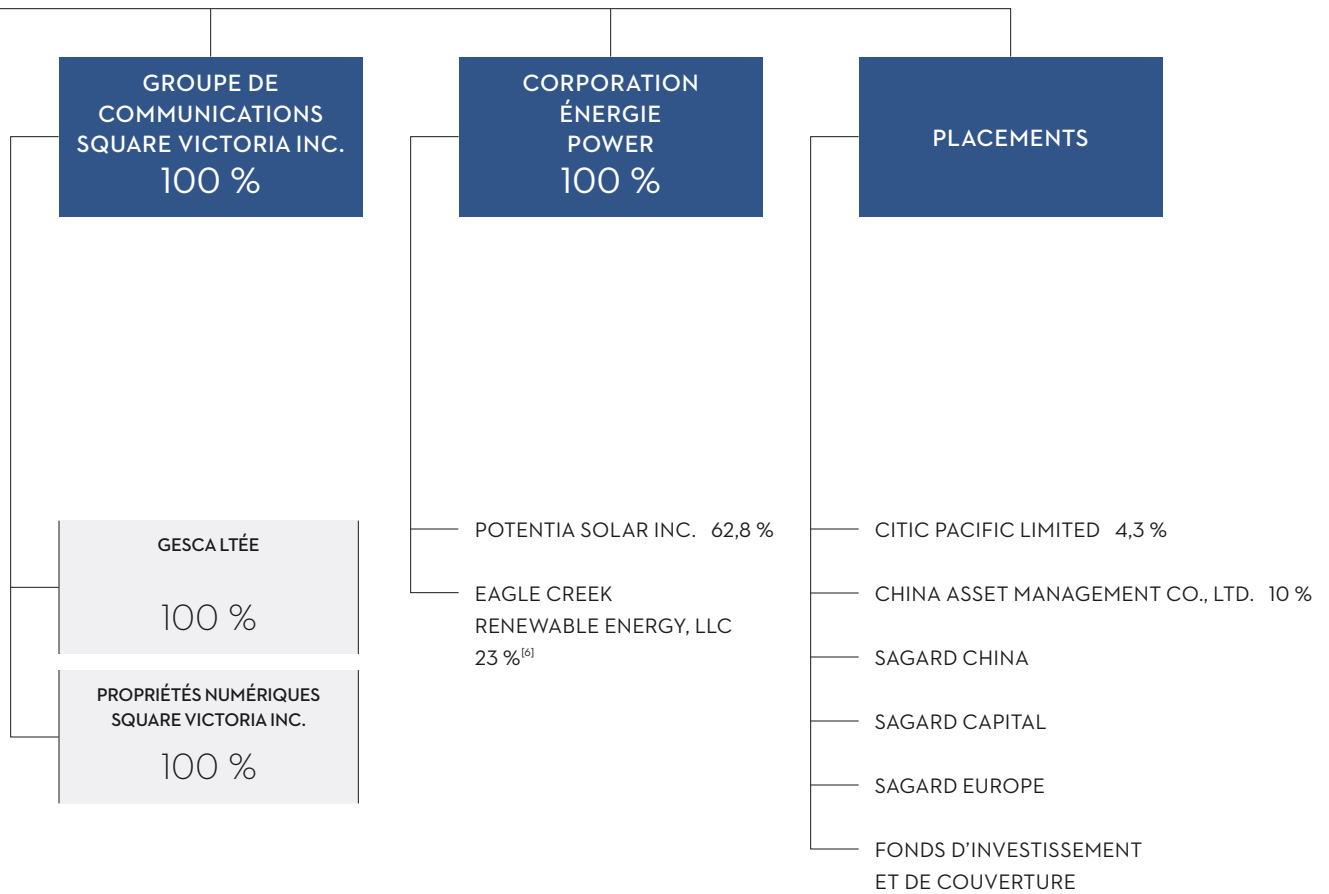 GROUPE DE
COMMUNICATIONS
SQUARE VICTORIA INC.
100 %
GESCA LTÉE
100 %
PROPRIÉTÉS NUMÉRIQUES
SQUARE VICTORIA INC.
100 %
CORPORATION
ÉNERGIE
POWER
100 %
POTENTIA SOLAR INC. 62,8 %
EAGLE CREEK
RENEWABLE ENERGY, LLC
23 %[6]
PLACEMENTS
CITIC PACIFIC LIMITED 4,3 %
CHINA ASSET MANAGEMENT CO., LTD. 10 %
SAGARD CHINA
SAGARD CAPITAL
SAGARD EUROPE
FONDS D’INVESTISSEMENT
ET DE COUVERTURE